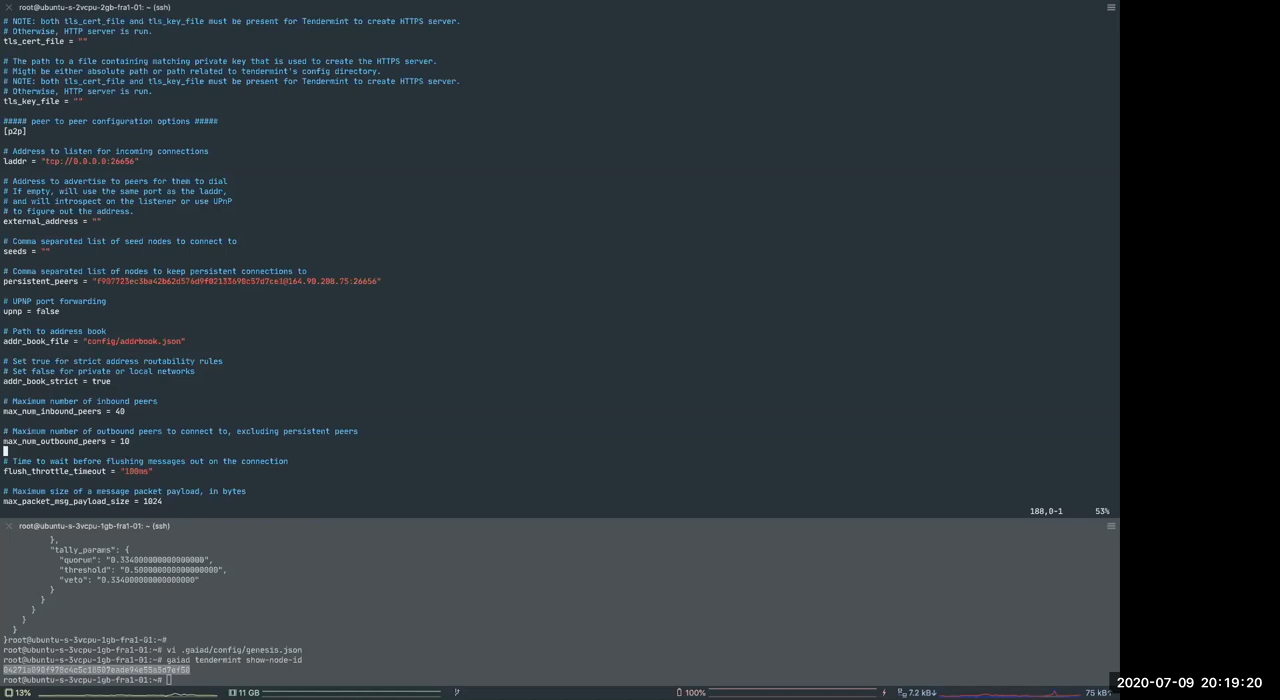 root@ubuntu-s-2vcpu-2gb-fra1-01: ~ (ssh)
# NOTE: both tls_cert_file and tls_key_file must be present for Tendermint to create HTTPS server.
# Otherwise, HTTP server is run.
tls_cert_file = ""
# The path to a file containing matching private key that is used to create the HTTPS server.
# Migth be either absolute path or path related to tendermint's config directory.
# NOTE: both tls_cert_file and tls_key_file must be present for Tendermint to create HTTPS server.
# Otherwise, HTTP server is run.
tls_key_file = ""
##### peer to peer configuration options #####
[p2p]
# Address to listen for incoming connections
laddr = "tcp://0.0.0.0:26656"
# Address to advertise to peers for them to dial
# If empty, will use the same port as the laddr,
# and will introspect on the listener or use UPnP
# to figure out the address.
external_address = ""
# Comma separated list of seed nodes to connect to
seeds = ""
# Comma separated list of nodes to keep persistent connections to
persistent_peers =
# UPNP port forwarding
upnp = false
# Path to address book
addr_book_file = "config/addrbook.json"
# Set true for strict address routability rules
# Set false for private or local networks
addr_book_strict = true
# Maximum number of inbound peers
max_num_inbound_peers = 40
# Maximum number of outbound peers to connect to, excluding persistent peers
max_num_outbound_peers = 10
# Time to wait before flushing messages out on the connection
flush_throttle_timeout = "100ms"
# Maximum size of a message packet payload, in bytes
max_packet_msg_payload_size = 1024
188,0-1 53%
root@ubuntu-s-3vcpu-1gb-fra1-01: ~ (ssh)
},
"tally_params": {
"quorum": "0.334000000000000000",
"threshold": "0.500000000000000000",
"veto": "0.334000000000000000"
}
}
}
}
}
}root@ubuntu-s-3vcpu-1gb-fra1-01:~#
root@ubuntu-s-3vcpu-1gb-fra1-01:~# vi .gaiad/config/genesis.json
root@ubuntu-s-3vcpu-1gb-fra1-01:~# gaiad tendermint show-node-id
root@ubuntu-s-3vcpu-1gb-fra1-01:~#
13% 11 GB 100% 7.2 kB↓ 75 kB↑
2020-07-09 20:19:20